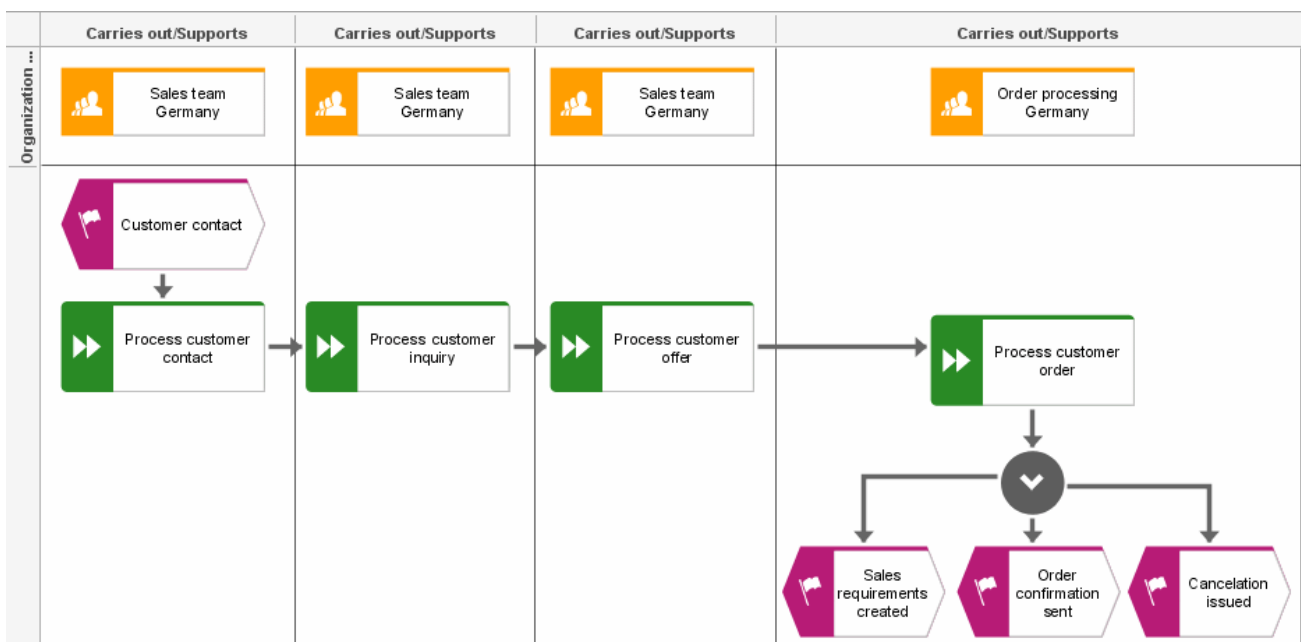 Carries out/Supports
Carries out/Supports
Carries out/Supports
Carries out/Supports
Organization ...
Sales team
Germany
Sales team
Germany
Sales team
Germany
Order processing
Germany
Customer contact
Process customer
contact
Process customer
inquiry
Process customer
offer
Process customer
order
Sales
requirements
created
Order
confirmation
sent
Cancelation
issued